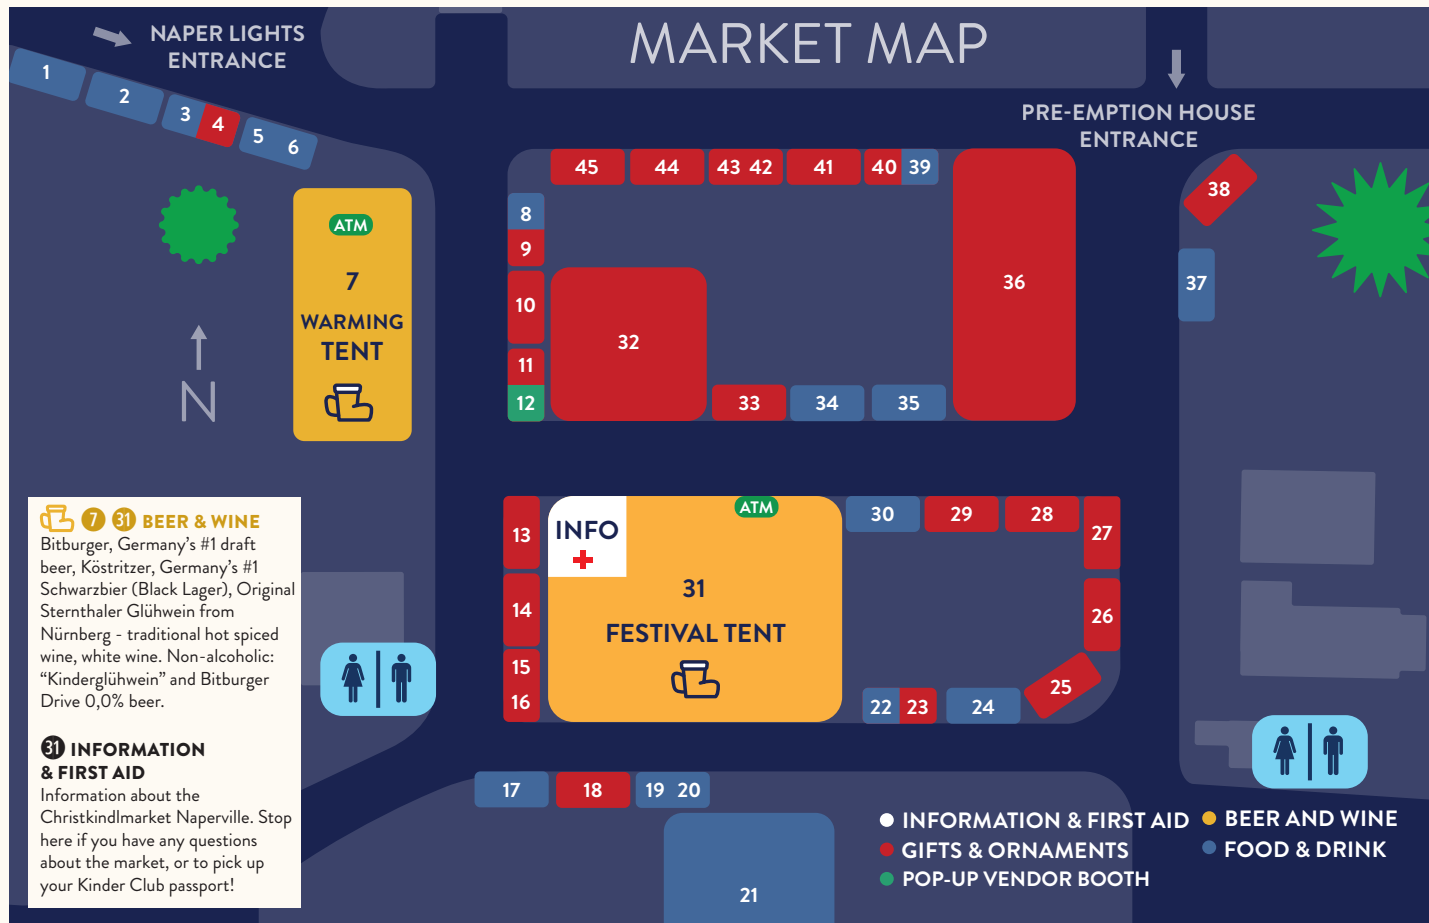 MARKET MAP
NAPER LIGHTS
ENTRANCE
PRE-EMPTION HOUSE
ENTRANCE
1
2
3
4
5
6
45
44
43 42
41
40
39
38
8
9
10
11
12
ATM
7
WARMING
TENT
N
32
36
37
33
34
35
13
14
15
16
INFO
ATM
31
FESTIVAL TENT
30
29
28
27
26
25
22
23
24
17
18
19 20
21
7 31 BEER & WINE
Bitburger, Germany’s #1 draft
beer, Köstritzer, Germany’s #1
Schwarzbier (Black Lager), Original
Sternthaler Glühwein from
Nürnberg - traditional hot spiced
wine, white wine. Non-alcoholic:
“Kinderglühwein” and Bitburger
Drive 0,0% beer.
31 INFORMATION
& FIRST AID
Information about the
Christkindlmarket Naperville. Stop
here if you have any questions
about the market, or to pick up
your Kinder Club passport!
INFORMATION & FIRST AID
GIFTS & ORNAMENTS
POP-UP VENDOR BOOTH
BEER AND WINE
FOOD & DRINK